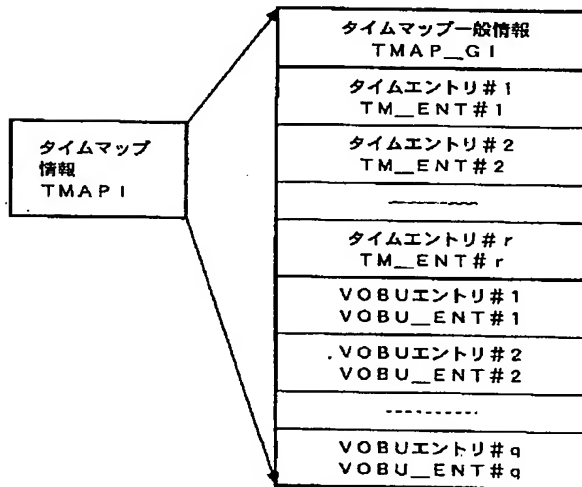 タイムマップ
情報
TMAPI
タイムマップ一般情報
TMAP_GI
タイムエントリ#1
TM_ENT#1
タイムエントリ#2
TM_ENT#2
タイムエントリ#r
TM_ENT#r
VOBUエントリ#1
VOBU_ENT#1
VOBUエントリ#2
VOBU_ENT#2
VOBUエントリ#q
VOBU_ENT#q